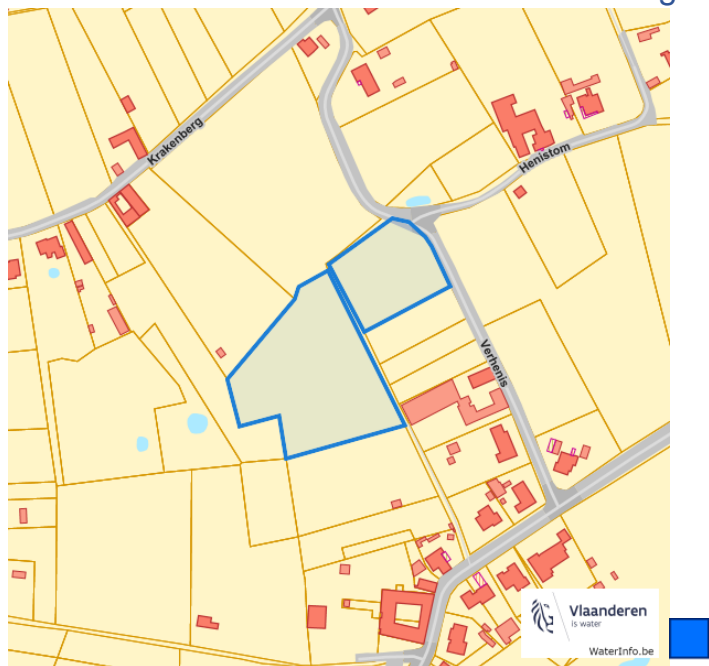 Krakenberg
Henistom
Verhenis
Vlaanderen
is water
WaterInfo.be